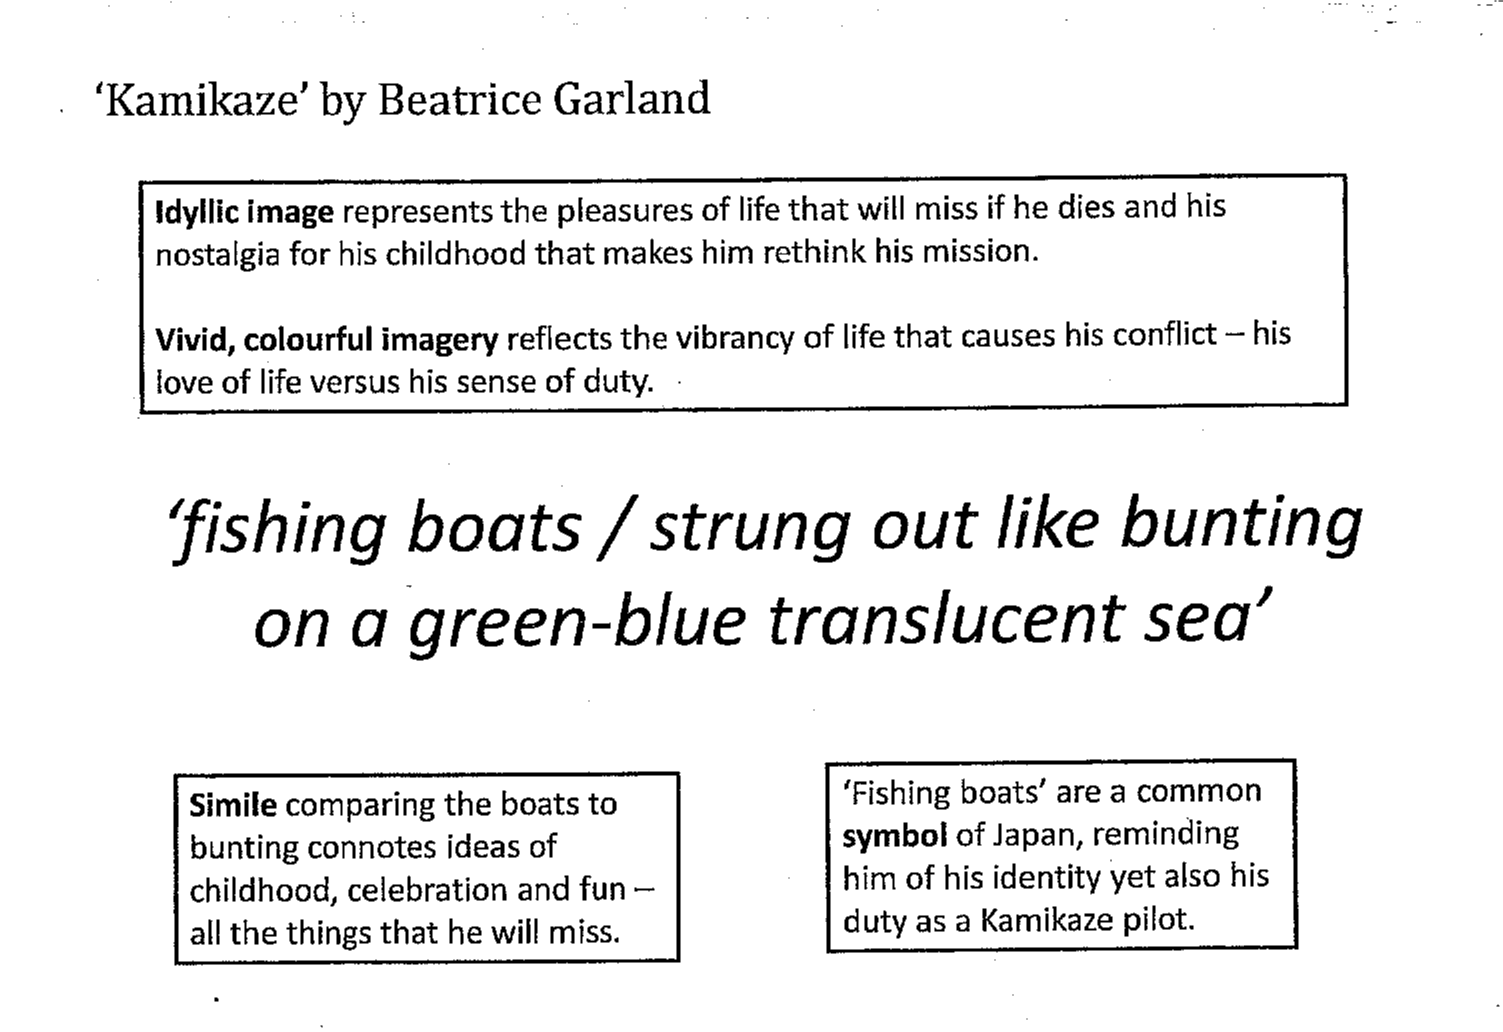 ‘Kamikaze’ by Beatrice Garland
Idyllic image represents the pleasures of life that will miss if he dies and his
nostalgia for his childhood that makes him rethink his mission.
Vivid, colourful imagery reflects the vibrancy of life that causes his conflict – his
love of life versus his sense of duty.
‘fishing boats / strung out like bunting
on a green-blue translucent sea’
Simile comparing the boats to
bunting connotes ideas of
childhood, celebration and fun –
all the things that he will miss.
‘Fishing boats’ are a common
symbol of Japan, reminding
him of his identity yet also his
duty as a Kamikaze pilot.